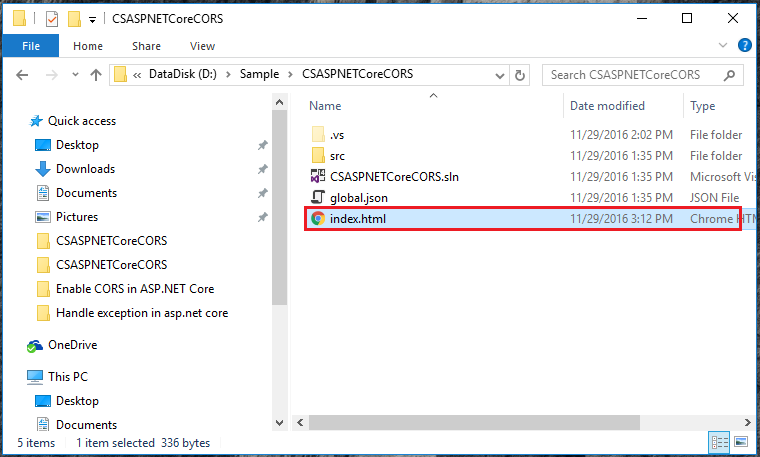 CSASPNETCoreCORS
File Home Share View
« DataDisk (D:) › Sample › CSASPNETCoreCORS Search CSASPNETCoreCORS
Name Date modified Type
Quick access
Desktop
Downloads
Documents
Pictures
CSASPNETCoreCORS
CSASPNETCoreCORS
Enable CORS in ASP.NET Core
Handle exception in asp.net core
OneDrive
This PC
Desktop
Documents
.vs 11/29/2016 2:02 PM File folder
src 11/29/2016 1:35 PM File folder
CSASPNETCoreCORS.sln 11/29/2016 1:35 PM Microsoft Vis
global.json 11/29/2016 1:35 PM JSON File
index.html 11/29/2016 3:12 PM Chrome HTM
5 items 1 item selected 336 bytes